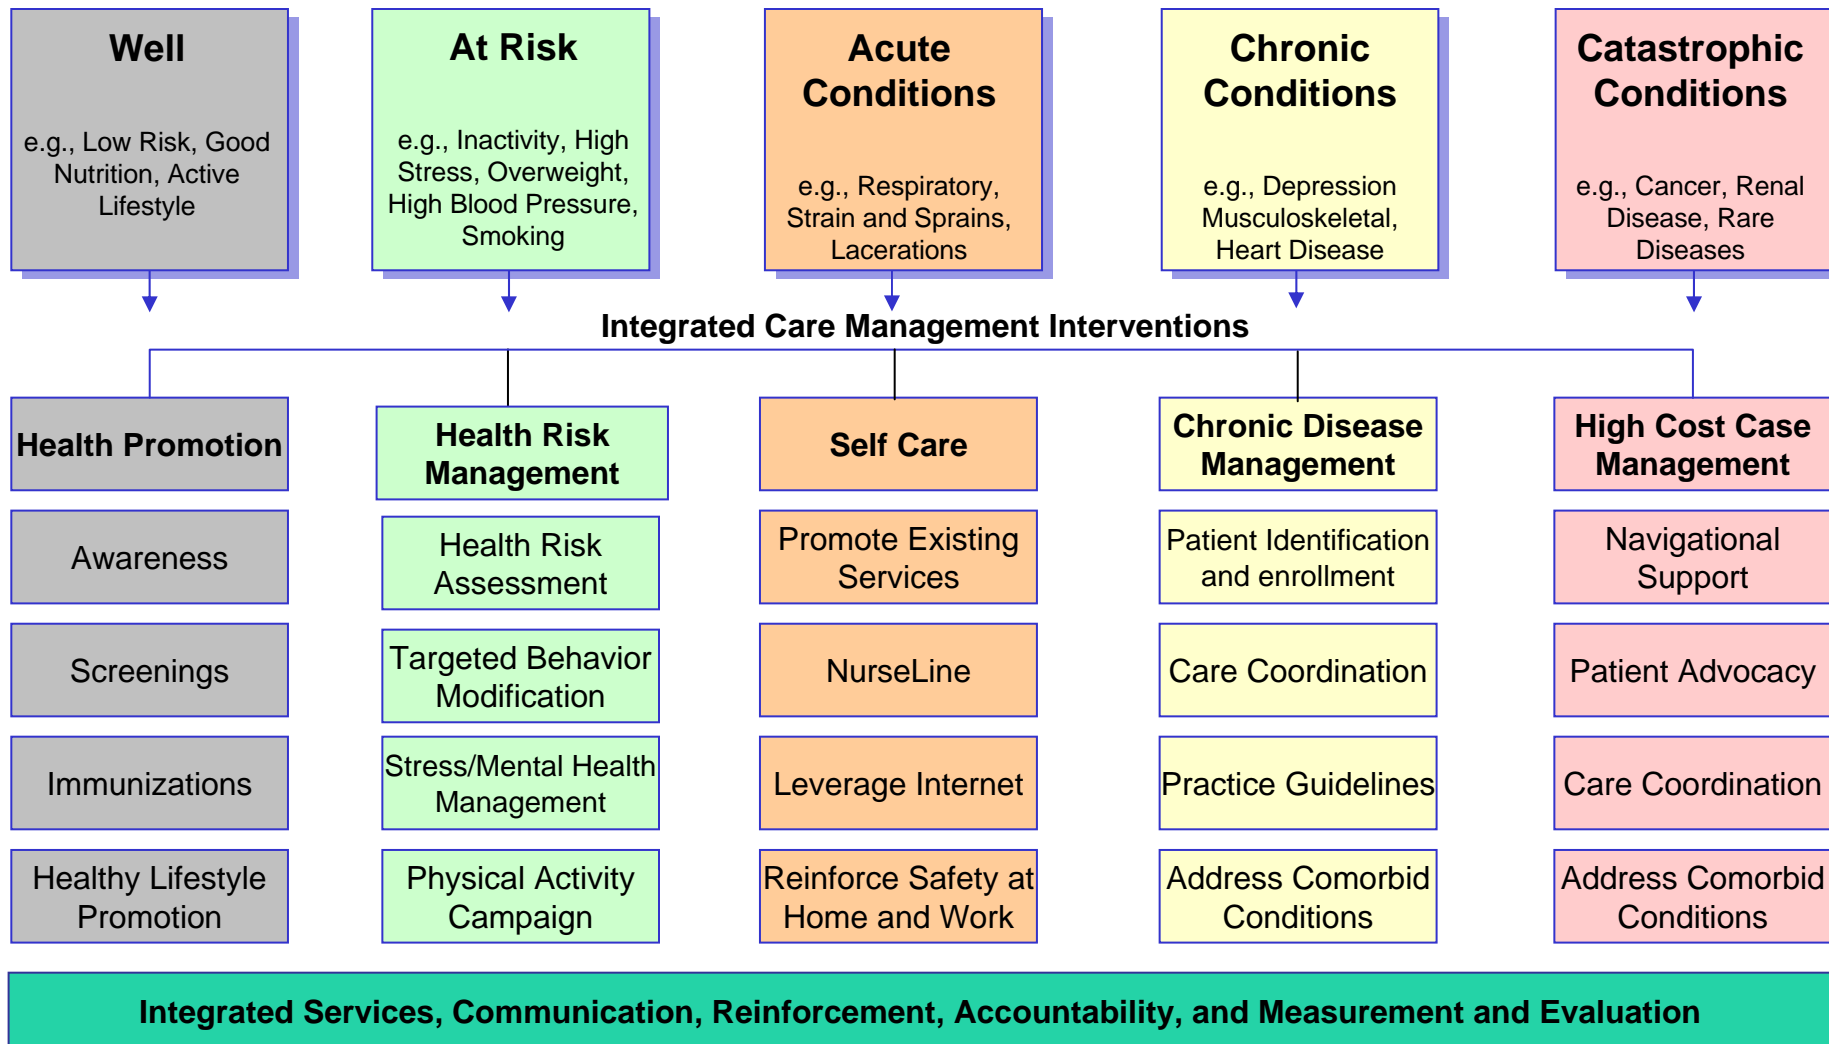 Well
e.g., Low Risk, Good
Nutrition, Active
Lifestyle
At Risk
e.g., Inactivity, High
Stress, Overweight,
High Blood Pressure,
Smoking
Acute
Conditions
e.g., Respiratory,
Strain and Sprains,
Lacerations
Chronic
Conditions
e.g., Depression
Musculoskeletal,
Heart Disease
Catastrophic
Conditions
e.g., Cancer, Renal
Disease, Rare
Diseases
Integrated Care Management Interventions
Health Promotion
Awareness
Screenings
Immunizations
Healthy Lifestyle
Promotion
Health Risk
Management
Health Risk
Assessment
Targeted Behavior
Modification
Stress/Mental Health
Management
Physical Activity
Campaign
Self Care
Promote Existing
Services
NurseLine
Leverage Internet
Reinforce Safety at
Home and Work
Chronic Disease
Management
Patient Identification
and enrollment
Care Coordination
Practice Guidelines
Address Comorbid
Conditions
High Cost Case
Management
Navigational
Support
Patient Advocacy
Care Coordination
Address Comorbid
Conditions
Integrated Services, Communication, Reinforcement, Accountability, and Measurement and Evaluation